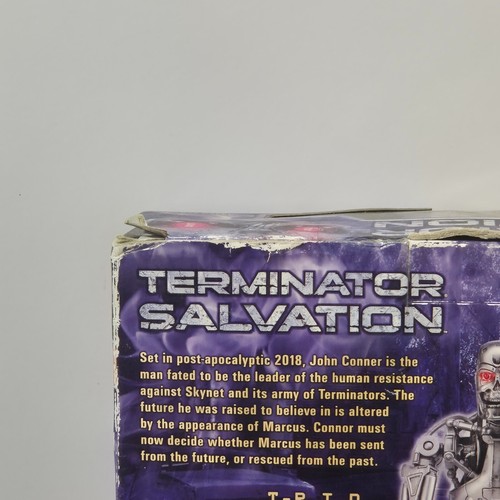 TERMINATOR
SALVATION
Set in post-apocalyptic 2018, John Conner is the
man fated to be the leader of the human resistance
against Skynet and its army of Terminators. The
future he was raised to believe in is altered
by the appearance of Marcus. Connor must
now decide whether Marcus has been sent
from the future, or rescued from the past.